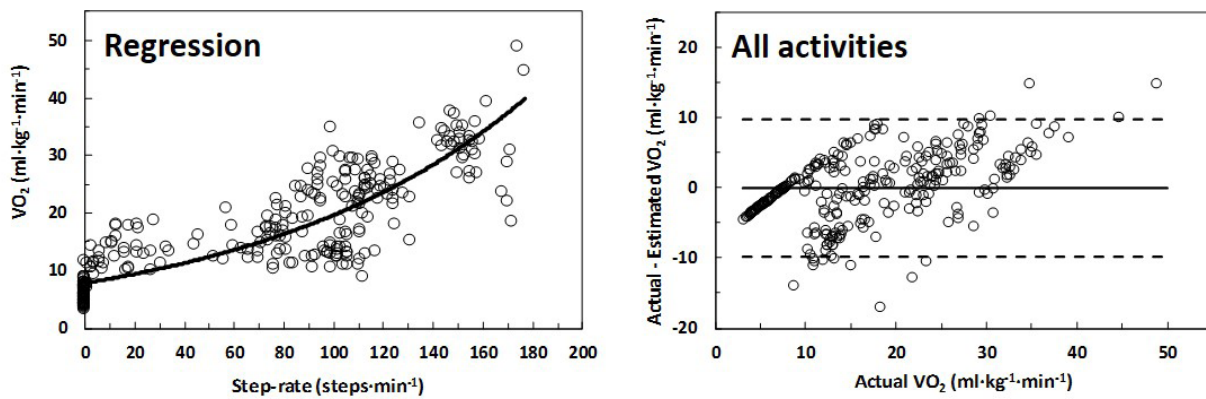 Regression
VO₂ (ml·kg⁻¹·min⁻¹)
50
40
30
20
10
0
0 20 40 60 80 100 120 140 160 180 200
Step-rate (steps·min⁻¹)
All activities
Actual - Estimated VO₂ (ml·kg⁻¹·min⁻¹)
20
10
0
-10
-20
0 10 20 30 40 50
Actual VO₂ (ml·kg⁻¹·min⁻¹)